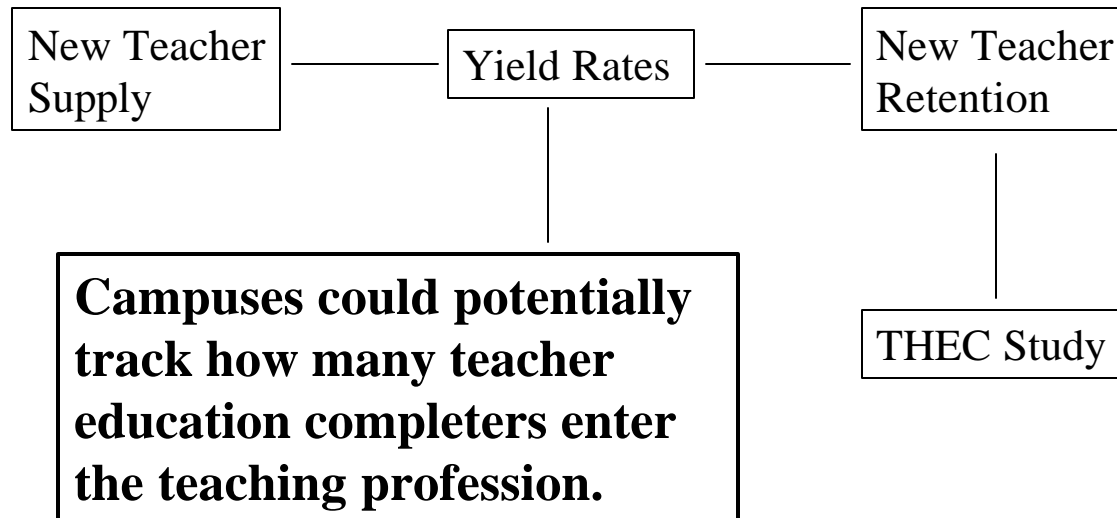 New Teacher
Supply
Yield Rates
New Teacher
Retention
Campuses could potentially
track how many teacher
education completers enter
the teaching profession.
THEC Study